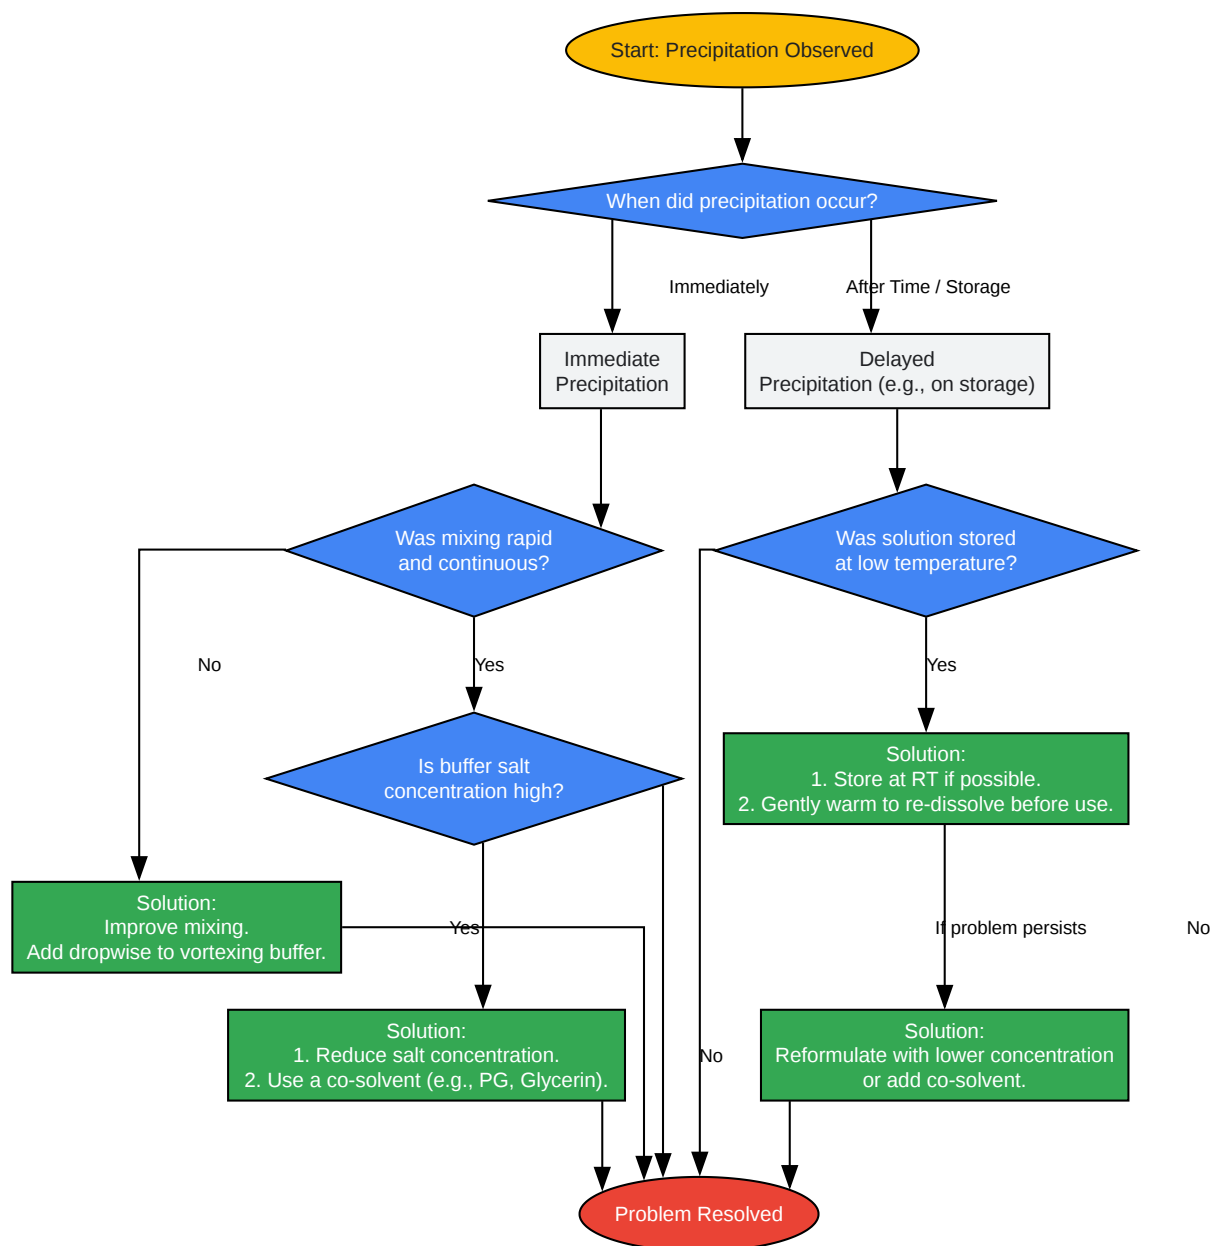 Start: Precipitation Observed
When did precipitation occur?
Immediately
After Time / Storage
Immediate
Precipitation
Delayed
Precipitation (e.g., on storage)
Was mixing rapid
and continuous?
Was solution stored
at low temperature?
No
Yes
Yes
Is buffer salt
concentration high?
Solution:
1. Store at RT if possible.
2. Gently warm to re-dissolve before use.
Solution:
Improve mixing.
Add dropwise to vortexing buffer.
Yes
If problem persists
No
Solution:
1. Reduce salt concentration.
2. Use a co-solvent (e.g., PG, Glycerin).
No
Solution:
Reformulate with lower concentration
or add co-solvent.
Problem Resolved